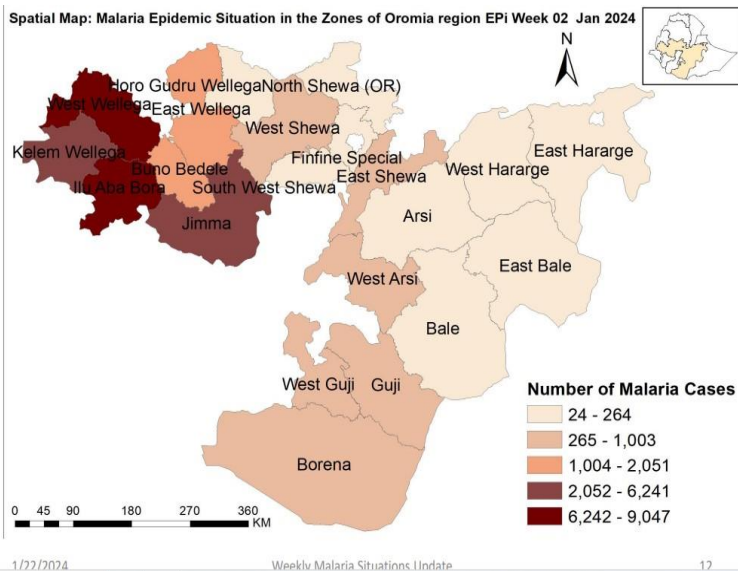 Spatial Map: Malaria Epidemic Situation in the Zones of Oromia region EPi Week 02 Jan 2024
N
Horo Gudru Wellega
North Shewa (OR)
West Wellega
East Wellega
West Shewa
Kelem Wellega
Finfine Special
West Hararge
East Hararge
Buno Bedele
East Shewa
Ilu Aba Bora
South West Shewa
Arsi
Jimma
East Bale
West Arsi
Bale
West Guji
Guji
Borena
Number of Malaria Cases
24 - 264
265 - 1,003
1,004 - 2,051
2,052 - 6,241
6,242 - 9,047
0 45 90 180 270 360
KM
1/22/2024
Weekly Malaria Situations Update
12